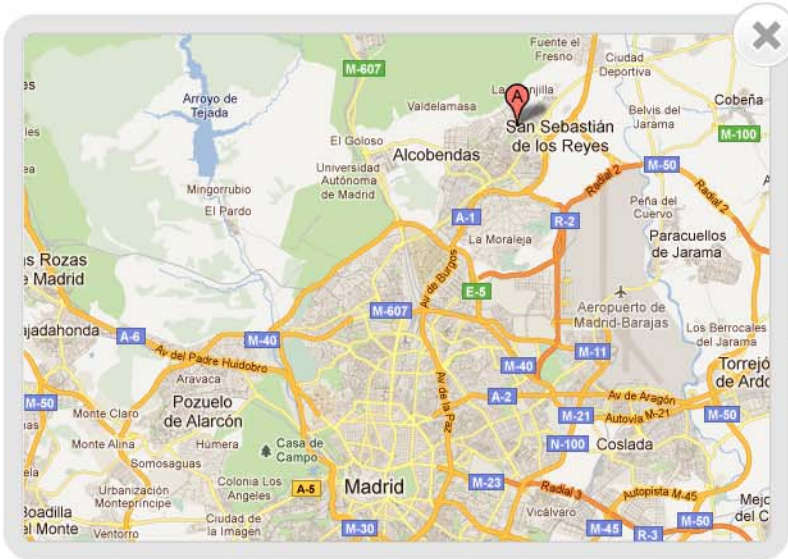 Fuente el
Fresno
Ciudad
Deportiva
M-607
Arroyo de
Tejada
Valdelamasa
A
Cobeña
Belvis del
Jarama
M-100
San Sebastián
de los Reyes
El Goloso
Alcobendas
Universidad
Autónoma
de Madrid
Radial 2
M-50
Radial 2
Mingorrubio
El Pardo
Peña del
Cuervo
A-1
R-2
La Moraleja
Paracuellos
de Jarama
as Rozas
e Madrid
Av de Burgos
E-5
M-607
Aeropuerto de
Madrid-Barajas
ajadahonda
A-6
M-40
Los Berrocales
del Jarama
Av del Padre Huidobro
M-11
M-40
Torrejó
de Ardo
Aravaca
Av de la Paz
A-2
Av de Aragón
M-50
Pozuelo
de Alarcón
Monte Claro
M-21
Autovía M-21
M-50
Monte Alina
Húmera
Casa de
Campo
N-100
Coslada
Somosaguas
Urbanización
Montepríncipe
Colonia Los
Angeles
A-5
Madrid
M-23
Radial 3
Autopista M-45
Boadilla
el Monte
Ventorro
Ciudad de
la Imagen
M-30
Vicálvaro
M-45
R-3
M-50
Mejo
del C